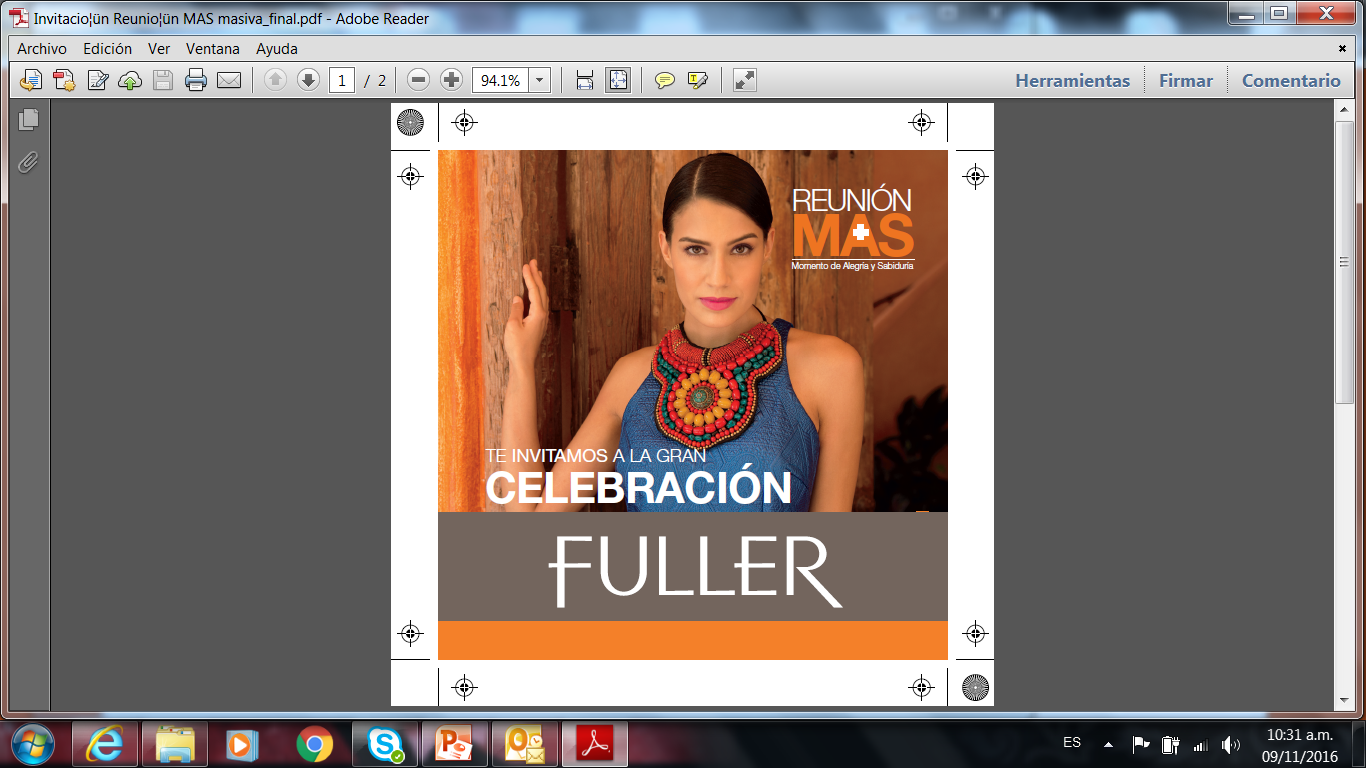 Invitacio¦ün Reunio¦ün MAS masiva_final.pdf - Adobe Reader
Archivo Edición Ver Ventana Ayuda
1 / 2 94.1% Herramientas Firmar Comentario
REUNIÓN
MAS
Momento de Alegría y Sabiduría
TE INVITAMOS A LA GRAN
CELEBRACIÓN
FULLER
ES 10:31 a.m.
09/11/2016